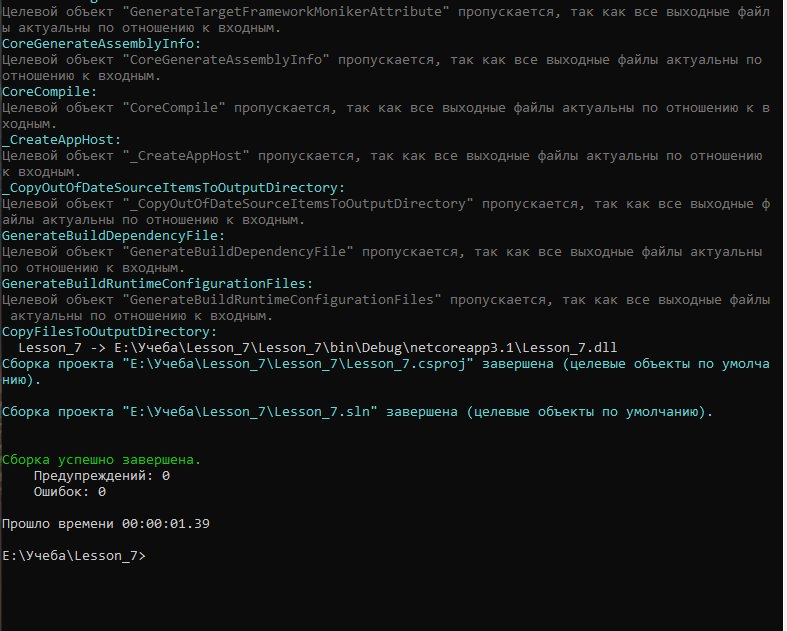 Целевой объект "GenerateTargetFrameworkMonikerAttribute" пропускается, так как все выходные файл
ы актуальны по отношению к входным.
CoreGenerateAssemblyInfo:
Целевой объект "CoreGenerateAssemblyInfo" пропускается, так как все выходные файлы актуальны по
отношению к входным.
CoreCompile:
Целевой объект "CoreCompile" пропускается, так как все выходные файлы актуальны по отношению к в
ходным.
_CreateAppHost:
Целевой объект "_CreateAppHost" пропускается, так как все выходные файлы актуальны по отношению
к входным.
_CopyOutOfDateSourceItemsToOutputDirectory:
Целевой объект "_CopyOutOfDateSourceItemsToOutputDirectory" пропускается, так как все выходные ф
айлы актуальны по отношению к входным.
GenerateBuildDependencyFile:
Целевой объект "GenerateBuildDependencyFile" пропускается, так как все выходные файлы актуальны
по отношению к входным.
GenerateBuildRuntimeConfigurationFiles:
Целевой объект "GenerateBuildRuntimeConfigurationFiles" пропускается, так как все выходные файлы
 актуальны по отношению к входным.
CopyFilesToOutputDirectory:
  Lesson_7 -> E:\Учеба\Lesson_7\Lesson_7\bin\Debug\netcoreapp3.1\Lesson_7.dll
Сборка проекта "E:\Учеба\Lesson_7\Lesson_7\Lesson_7.csproj" завершена (целевые объекты по умолча
нию).
Сборка проекта "E:\Учеба\Lesson_7\Lesson_7.sln" завершена (целевые объекты по умолчанию).
Сборка успешно завершена.
    Предупреждений: 0
    Ошибок: 0
Прошло времени 00:00:01.39
E:\Учеба\Lesson_7>